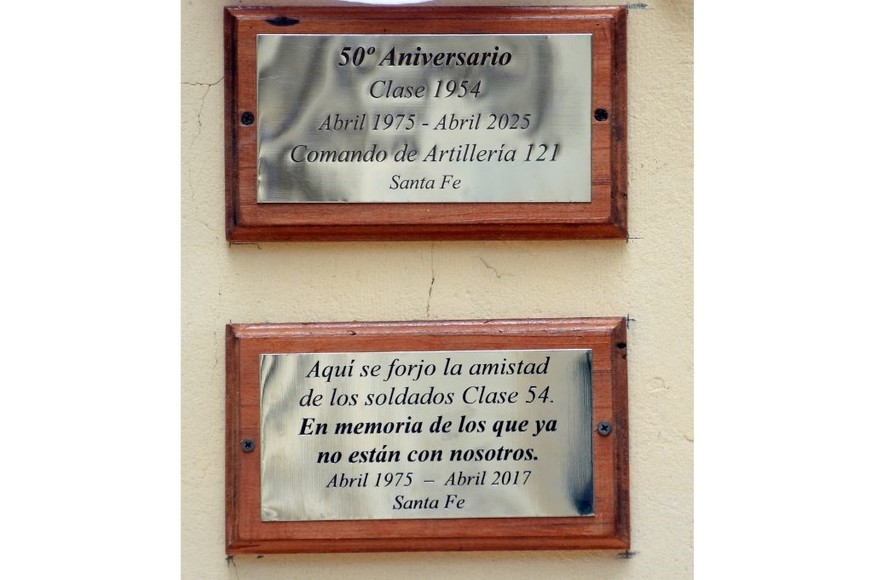 50º Aniversario
Clase 1954
Abril 1975 - Abril 2025
Comando de Artillería 121
Santa Fe
Aquí se forjo la amistad
de los soldados Clase 54.
En memoria de los que ya
no están con nosotros.
Abril 1975 – Abril 2017
Santa Fe